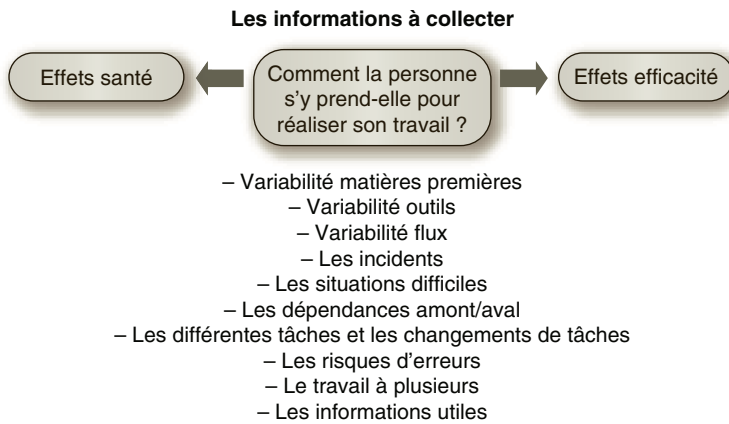 Les informations à collecter
Effets santé
Comment la personne
s'y prend-elle pour
réaliser son travail ?
Effets efficacité
– Variabilité matières premières
– Variabilité outils
– Variabilité flux
– Les incidents
– Les situations difficiles
– Les dépendances amont/aval
– Les différentes tâches et les changements de tâches
– Les risques d'erreurs
– Le travail à plusieurs
– Les informations utiles